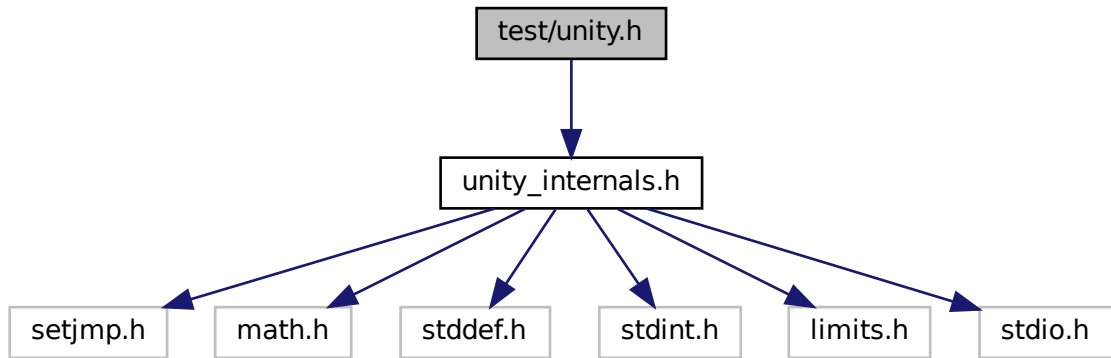 test/unity.h
unity_internals.h
setjmp.h
math.h
stddef.h
stdint.h
limits.h
stdio.h